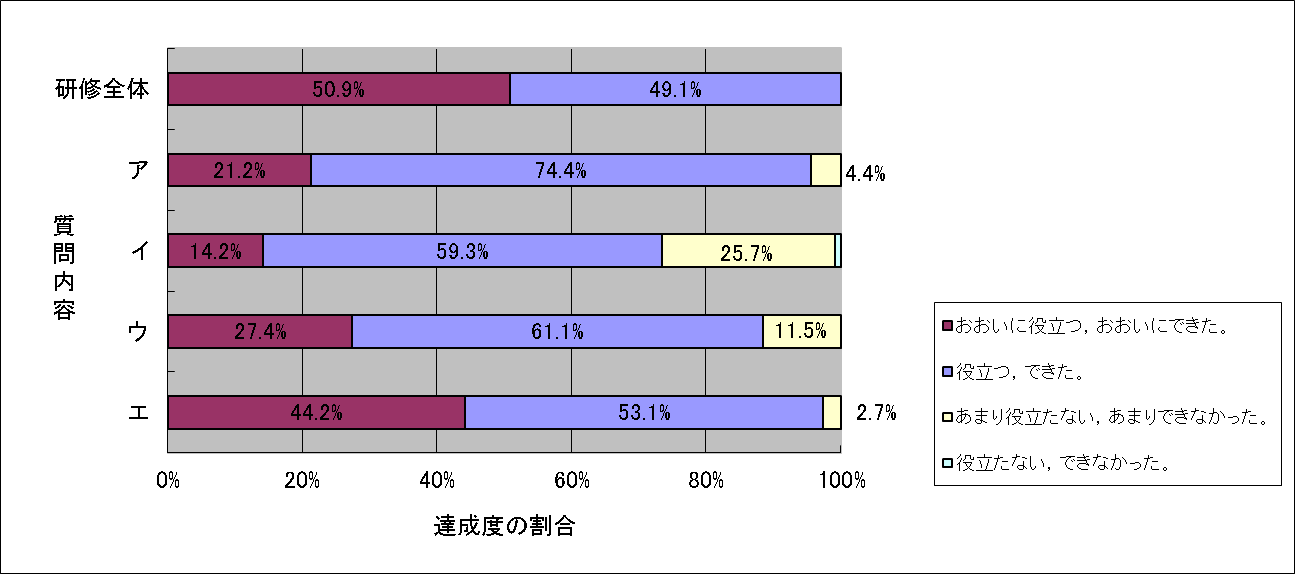 研修全体
50.9%
49.1%
ア
21.2%
74.4%
4.4%
イ
14.2%
59.3%
25.7%
ウ
27.4%
61.1%
11.5%
エ
44.2%
53.1%
2.7%
質問内容
0%
20%
40%
60%
80%
100%
達成度の割合
おおいに役立つ，おおいにできた。
役立つ，できた。
あまり役立たない，あまりできなかった。
役立たない，できなかった。